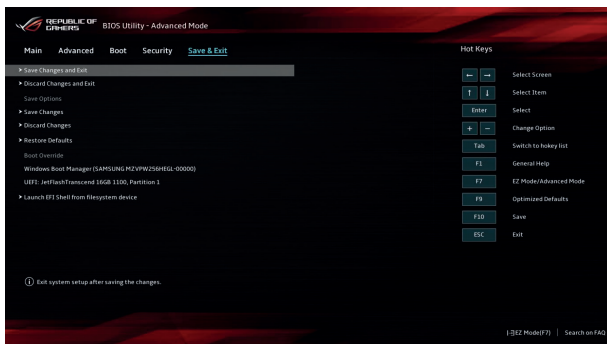 REPUBLIC OF
GAMERS
BIOS Utility - Advanced Mode
Main Advanced Boot Security Save & Exit
Hot Keys
> Save Changes and Exit
> Discard Changes and Exit
Save Options
> Save Changes
> Discard Changes
> Restore Defaults
Boot Override
Windows Boot Manager (SAMSUNG MZVPW256HEGL-00000)
UEFI: JetFlashTranscend 16GB 1100, Partition 1
> Launch EFI Shell from filesystem device
← → Select Screen
↑ ↓ Select Item
Enter Select
+ − Change Option
Tab Switch to hokey list
F1 General Help
F7 EZ Mode/Advanced Mode
F9 Optimized Defaults
F10 Save
ESC Exit
i Exit system setup after saving the changes.
EZ Mode(F7) | Search on FAQ